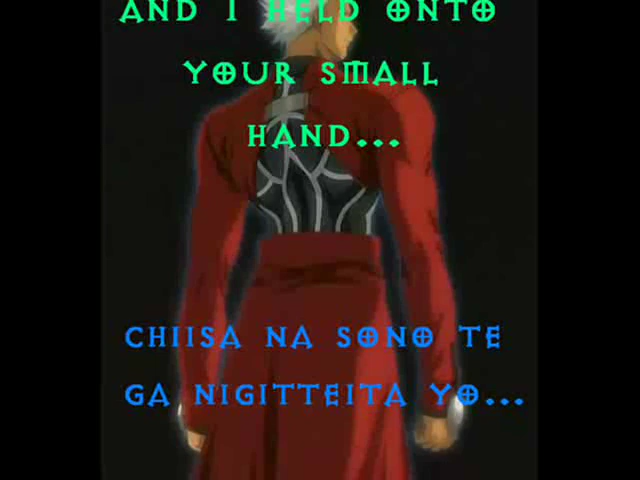 AND I HELD ONTO
YOUR SMALL
HAND...
CHIISA NA SONO TE
GA NIGITTEITA YO...